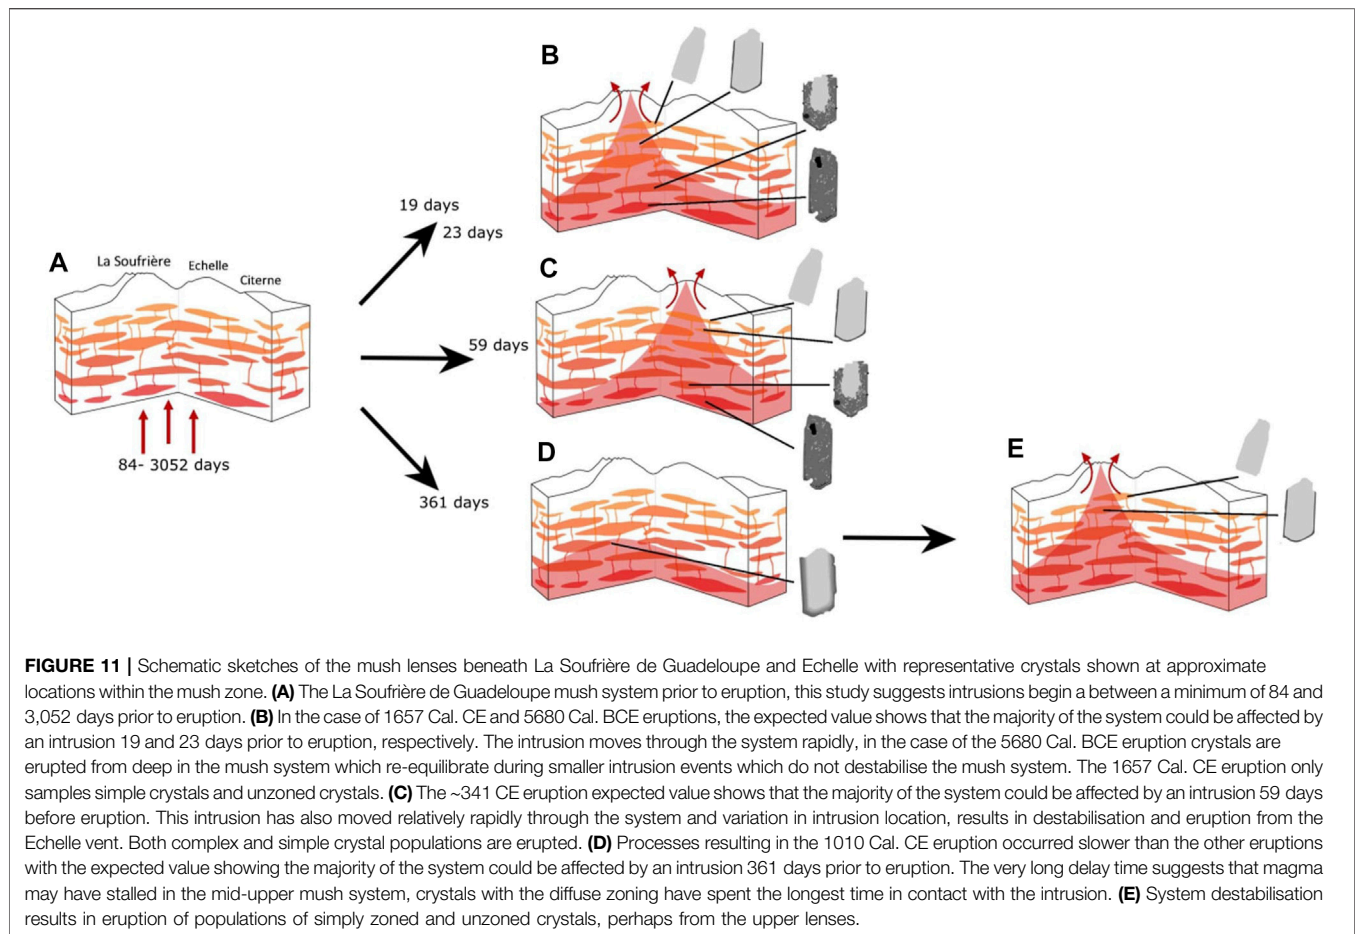 B
19 days
23 days
A
La Soufrière
Echelle
Citerne
C
59 days
84- 3052 days
D
E
361 days
FIGURE 11 | Schematic sketches of the mush lenses beneath La Soufrière de Guadeloupe and Echelle with representative crystals shown at approximate
locations within the mush zone. (A) The La Soufrière de Guadeloupe mush system prior to eruption, this study suggests intrusions begin a between a minimum of 84 and
3,052 days prior to eruption. (B) In the case of 1657 Cal. CE and 5680 Cal. BCE eruptions, the expected value shows that the majority of the system could be affected by
an intrusion 19 and 23 days prior to eruption, respectively. The intrusion moves through the system rapidly, in the case of the 5680 Cal. BCE eruption crystals are
erupted from deep in the mush system which re-equilibrate during smaller intrusion events which do not destabilise the mush system. The 1657 Cal. CE eruption only
samples simple crystals and unzoned crystals. (C) The ~341 CE eruption expected value shows that the majority of the system could be affected by an intrusion 59 days
before eruption. This intrusion has also moved relatively rapidly through the system and variation in intrusion location, results in destabilisation and eruption from the
Echelle vent. Both complex and simple crystal populations are erupted. (D) Processes resulting in the 1010 Cal. CE eruption occurred slower than the other eruptions
with the expected value showing the majority of the system could be affected by an intrusion 361 days prior to eruption. The very long delay time suggests that magma
may have stalled in the mid-upper mush system, crystals with the diffuse zoning have spent the longest time in contact with the intrusion. (E) System destabilisation
results in eruption of populations of simply zoned and unzoned crystals, perhaps from the upper lenses.